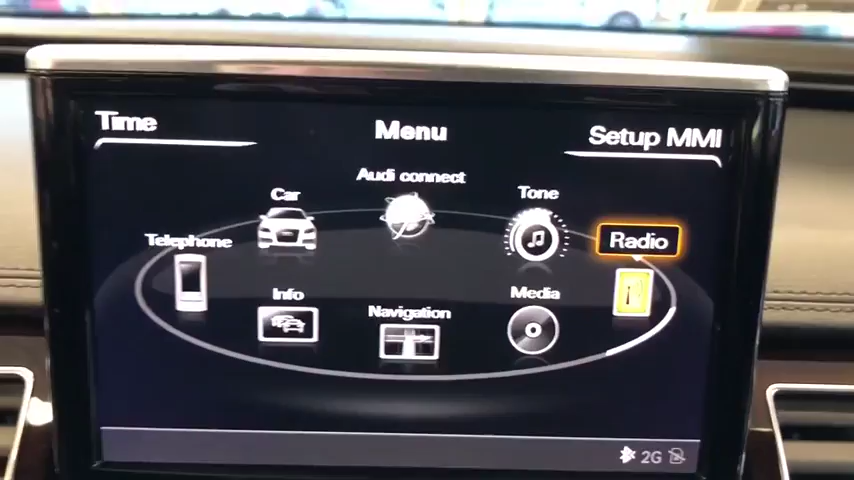 Time
Menu
Setup MMI
Audi connect
Car
Tone
Telephone
Radio
Info
Media
Navigation
2G